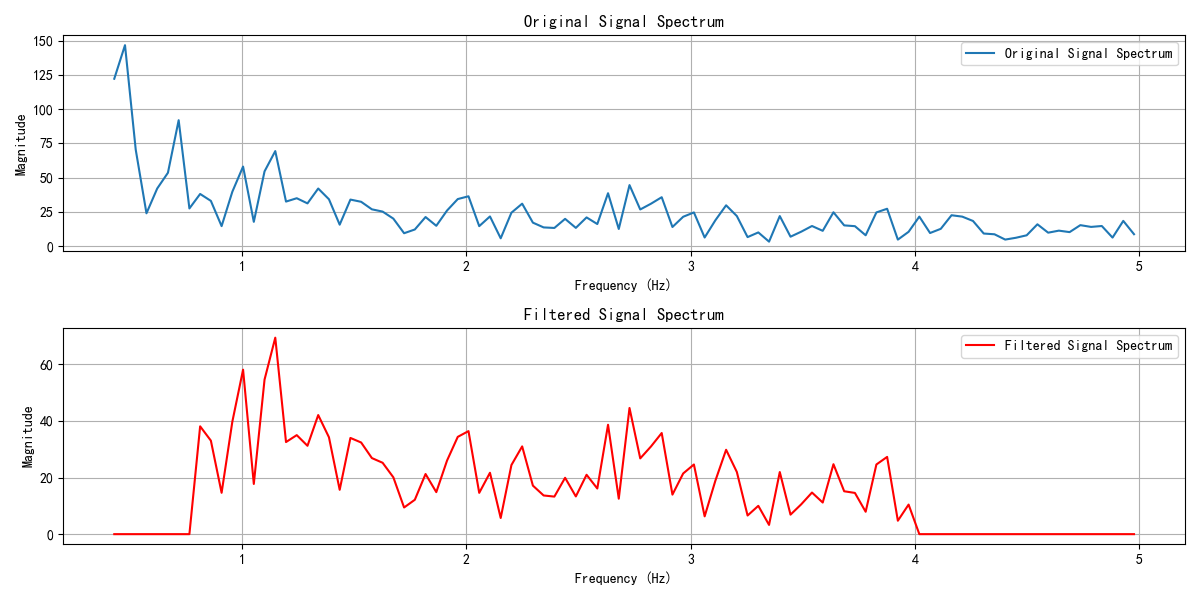 Original Signal Spectrum
150
125
100
75
50
25
0
Magnitude
Original Signal Spectrum
1 2 3 4 5
Frequency (Hz)
Filtered Signal Spectrum
60
40
20
0
Magnitude
Filtered Signal Spectrum
1 2 3 4 5
Frequency (Hz)